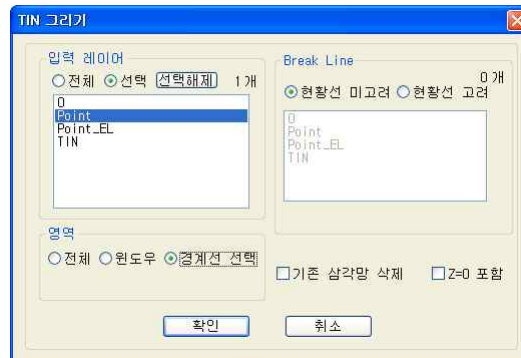 TIN 그리기
입력 레이어
전체 선택 선택해제 1개
0
Point
Point_EL
TIN
Break Line
0개
현황선 미고려 현황선 고려
0
Point
Point_EL
TIN
영역
전체 윈도우 경계선 선택
기존 삼각망 삭제 Z=0 포함
확인 취소